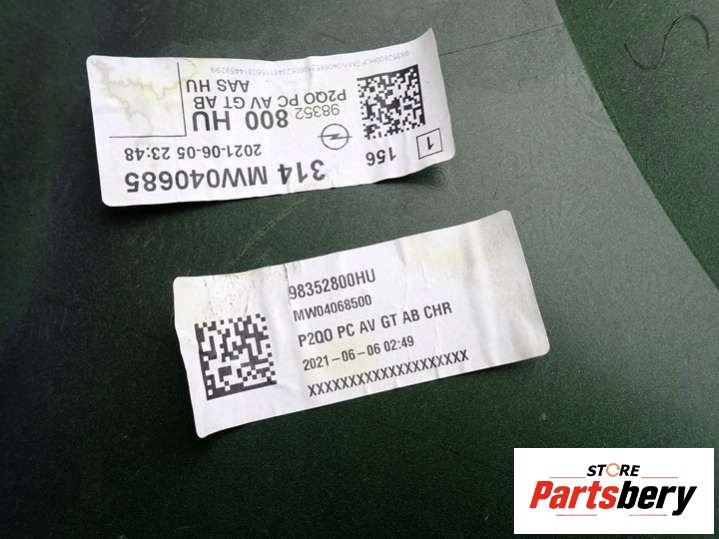 314 MW040685
2021-06-05 23:48
98352 800 HU
P2QO PC AV GT AB
AAS HU
156
1
98352800HU
MW04068500
P2QO PC AV GT AB CHR
2021-06-06 02:49
XXXXXXXXXXXXXXXXXXXX
STORE
Partsbery